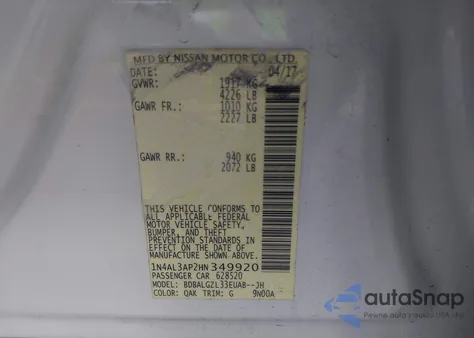 MFD BY NISSAN MOTOR CO., LTD.
DATE: 04/17
GVWR: 1917 KG
4226 LB
GAWR FR.: 1010 KG
2227 LB
GAWR RR.: 940 KG
2072 LB
THIS VEHICLE CONFORMS TO
ALL APPLICABLE FEDERAL
MOTOR VEHICLE SAFETY,
BUMPER, AND THEFT
PREVENTION STANDARDS IN
EFFECT ON THE DATE OF
MANUFACTURE SHOWN ABOVE.
1N4AL3AP2HN349920
PASSENGER CAR 628520
MODEL: BDBALGZL33EUAB--JH
COLOR: QAK TRIM: G 9N00A
autoSnap
Pewne auto z